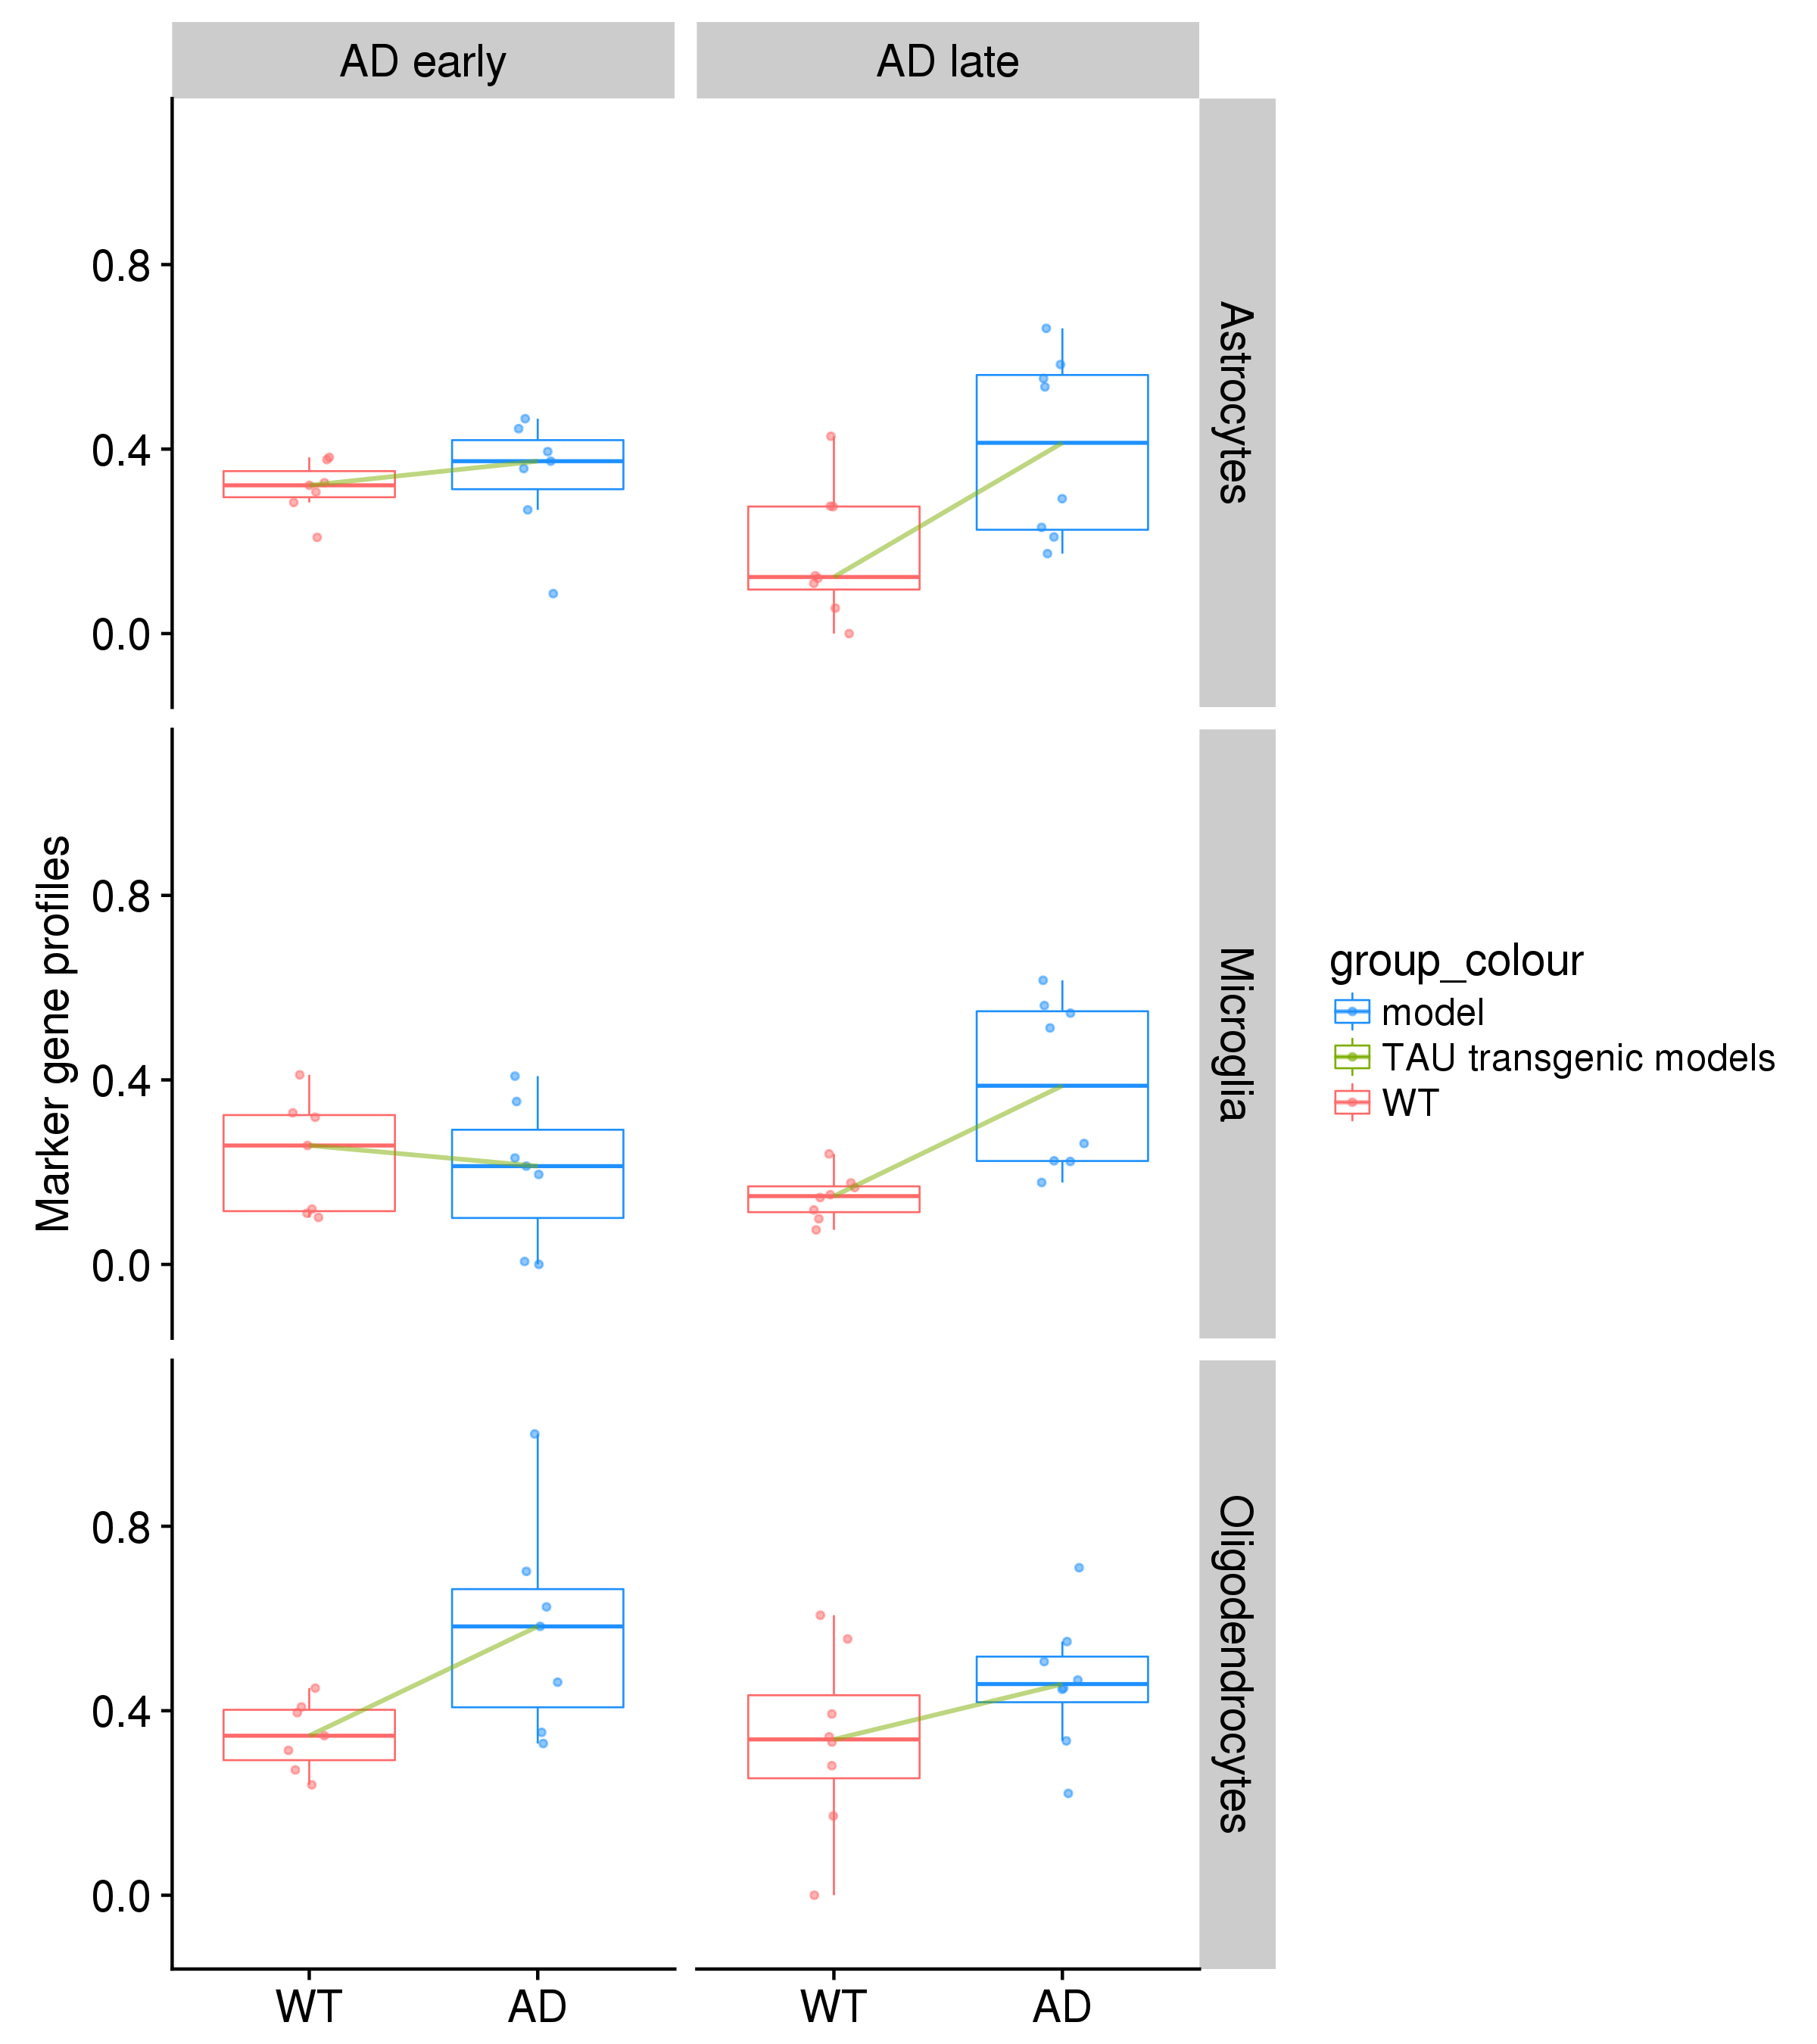 AD early
AD late
Astrocytes
0.8
0.4
0.0
Marker gene profiles
Microglia
0.8
0.4
0.0
group_colour
model
TAU transgenic models
WT
Oligodendrocytes
0.8
0.4
0.0
WT
AD
WT
AD